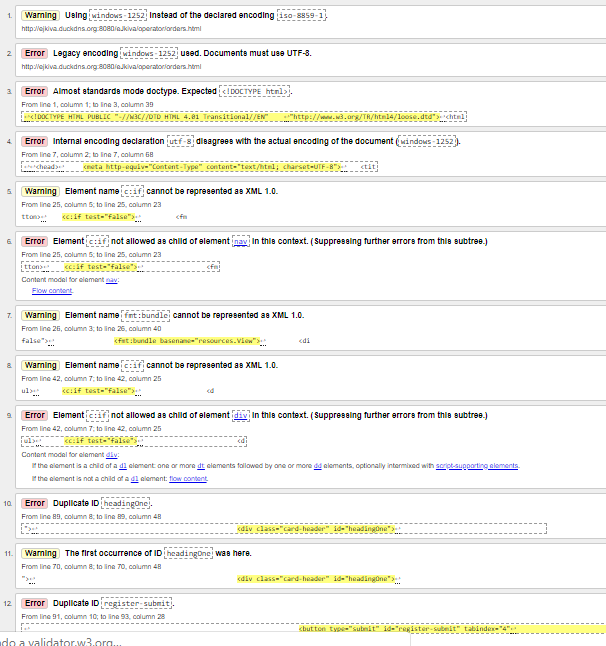 1. Warning Using windows-1252 instead of the declared encoding iso-8859-1.
http://ejkiva.duckdns.org:8080/eJkiva/operator/orders.html
2. Error Legacy encoding windows-1252 used. Documents must use UTF-8.
http://ejkiva.duckdns.org:8080/eJkiva/operator/orders.html
3. Error Almost standards mode doctype. Expected <!DOCTYPE html>.
From line 1, column 1; to line 3, column 39
↩<!DOCTYPE HTML PUBLIC "-//W3C//DTD HTML 4.01 Transitional//EN" ↩"http://www.w3.org/TR/html4/loose.dtd">↩<html
4. Error Internal encoding declaration utf-8 disagrees with the actual encoding of the document (windows-1252).
From line 7, column 2; to line 7, column 68
↩<head>↩ <meta http-equiv="Content-Type" content="text/html; charset=UTF-8">↩ <tit
5. Warning Element name c:if cannot be represented as XML 1.0.
From line 25, column 5; to line 25, column 23
tton>↩ <c:if test="false">↩ <fm
6. Error Element c:if not allowed as child of element nav in this context. (Suppressing further errors from this subtree.)
From line 25, column 5; to line 25, column 23
tton>↩ <c:if test="false">↩ <fm
Content model for element nav:
Flow content.
7. Warning Element name fmt:bundle cannot be represented as XML 1.0.
From line 26, column 3; to line 26, column 40
false">↩ <fmt:bundle basename="resources.View">↩ <di
8. Warning Element name c:if cannot be represented as XML 1.0.
From line 42, column 7; to line 42, column 25
ul>↩ <c:if test="false">↩ <d
9. Error Element c:if not allowed as child of element div in this context. (Suppressing further errors from this subtree.)
From line 42, column 7; to line 42, column 25
ul>↩ <c:if test="false">↩ <d
Content model for element div:
If the element is a child of a dl element: one or more dt elements followed by one or more dd elements, optionally intermixed with script-supporting elements.
If the element is not a child of a dl element: flow content.
10. Error Duplicate ID headingOne.
From line 89, column 8; to line 89, column 48
">↩ <div class="card-header" id="headingOne">↩
11. Warning The first occurrence of ID headingOne was here.
From line 70, column 8; to line 70, column 48
">↩ <div class="card-header" id="headingOne">↩
12. Error Duplicate ID register-submit.
From line 91, column 10; to line 93, column 28
↩ <button type="submit" id="register-submit" tabindex="4"↩
ndo a validator.w3.org...